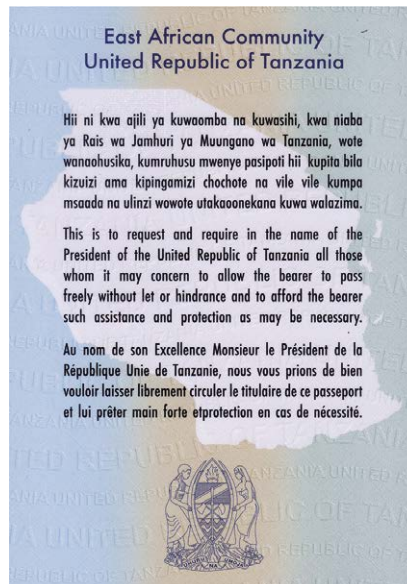 East African Community
United Republic of Tanzania
Hii ni kwa ajili ya kuwaomba na kuwasihi, kwa niaba
ya Rais wa Jamhuri ya Muungano wa Tanzania, wote
wanaohusika, kumruhusu mwenye pasipoti hii kupita bila
kizuizi ama kipingamizi chochote na vile vile kumpa
msaada na ulinzi wowote utakaoonekana kuwa walazima.
This is to request and require in the name of the
President of the United Republic of Tanzania all those
whom it may concern to allow the bearer to pass
freely without let or hindrance and to afford the bearer
such assistance and protection as may be necessary.
Au nom de son Excellence Monsieur le Président de la
République Unie de Tanzanie, nous vous prions de bien
vouloir laisser librement circuler le titulaire de ce passeport
et lui prêter main forte etprotection en cas de nécessité.
UHURU NA UMOJA